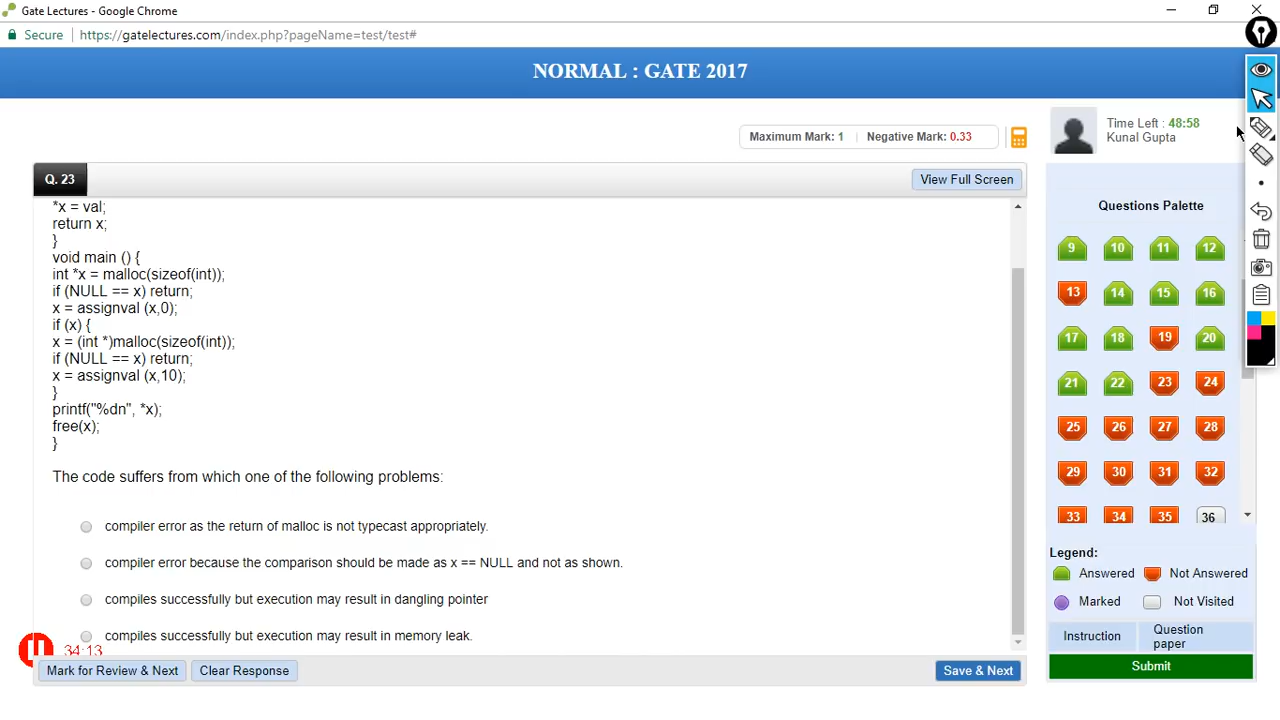 Gate Lectures - Google Chrome
Secure https://gatelectures.com/index.php?pageName=test/test#
NORMAL : GATE 2017
Maximum Mark: 1 | Negative Mark: 0.33
Time Left : 48:58
Kunal Gupta
Q. 23
View Full Screen
*x = val;
return x;
}
void main () {
int *x = malloc(sizeof(int));
if (NULL == x) return;
x = assignval (x,0);
if (x) {
x = (int *)malloc(sizeof(int));
if (NULL == x) return;
x = assignval (x,10);
}
printf("%dn", *x);
free(x);
}
The code suffers from which one of the following problems:
compiler error as the return of malloc is not typecast appropriately.
compiler error because the comparison should be made as x == NULL and not as shown.
compiles successfully but execution may result in dangling pointer
compiles successfully but execution may result in memory leak.
34:13
Mark for Review & Next
Clear Response
Save & Next
Questions Palette
9 10 11 12
13 14 15 16
17 18 19 20
21 22 23 24
25 26 27 28
29 30 31 32
33 34 35 36
Legend:
Answered Not Answered
Marked Not Visited
Instruction
Question
paper
Submit